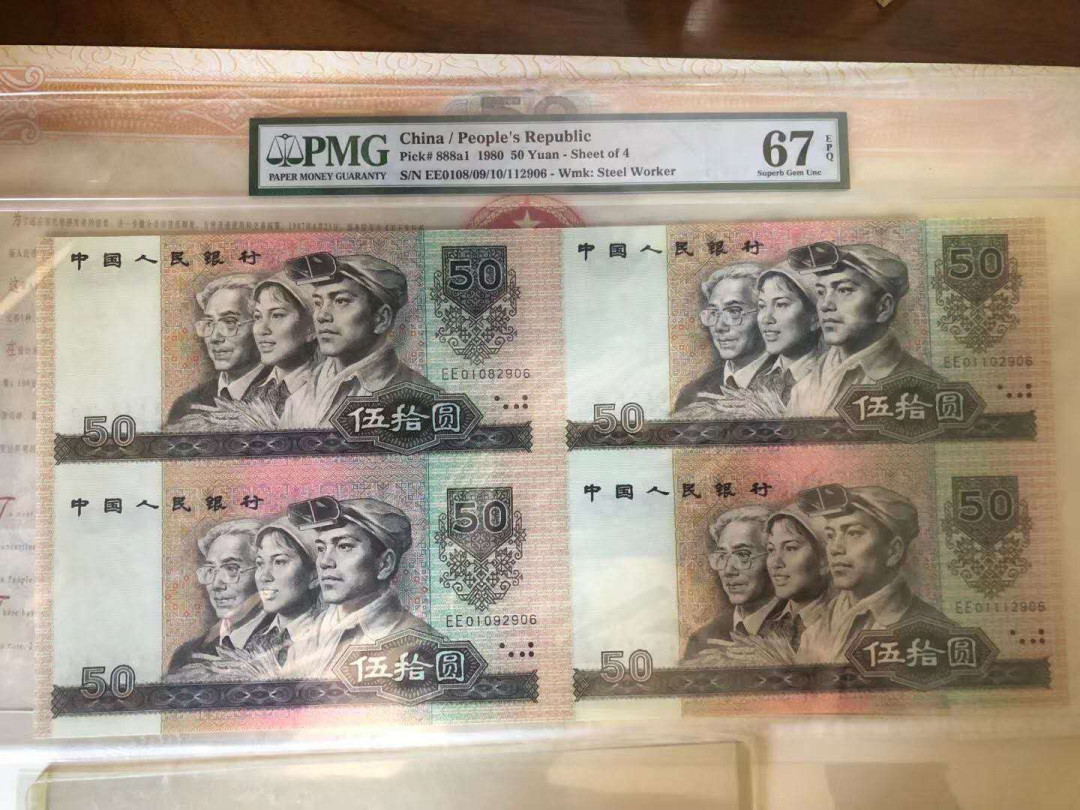 PMG
PAPER MONEY GUARANTY
China / People's Republic
Pick# 888a1 1980 50 Yuan - Sheet of 4
S/N EE0108/09/10/112906 - Wmk: Steel Worker
67
EPQ
Superb Gem Unc
中国人民银行
50
EE01082906
50
伍拾圆
中国人民银行
50
EE01102906
50
伍拾圆
中国人民银行
50
EE01092906
50
伍拾圆
中国人民银行
50
EE01112906
50
伍拾圆